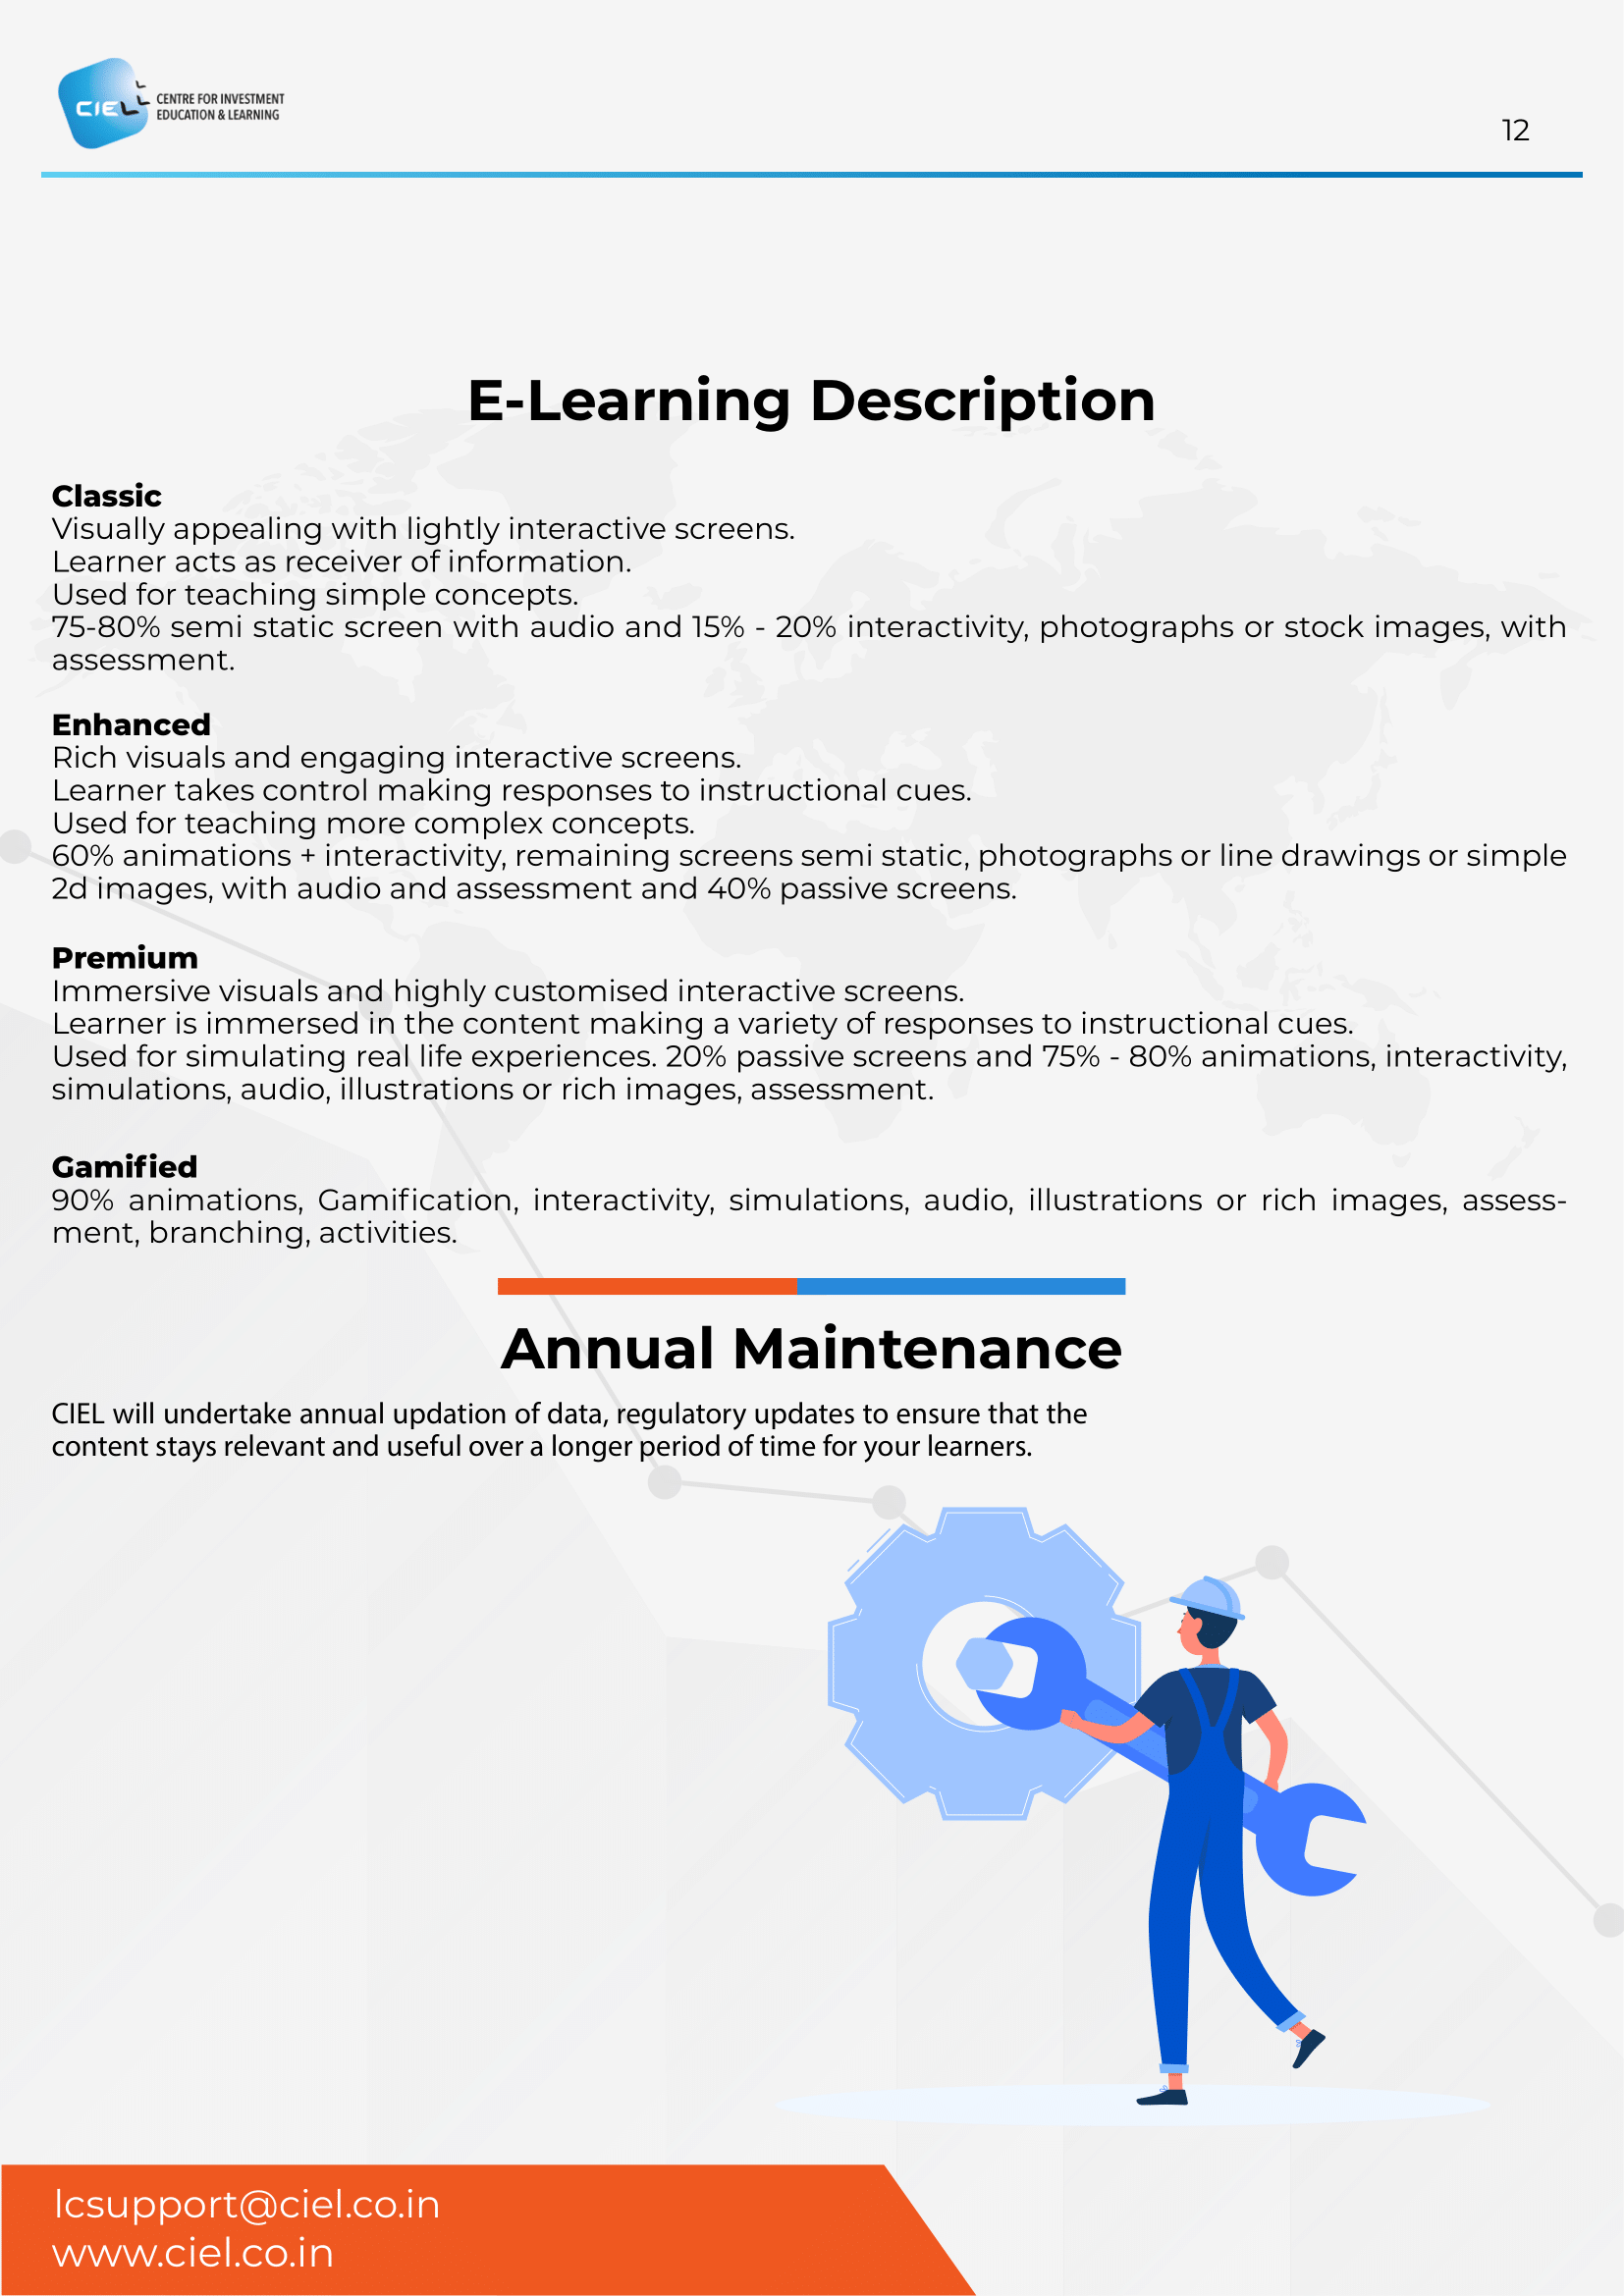 CIEL
CENTRE FOR INVESTMENT
EDUCATION & LEARNING
12
E-Learning Description
Classic
Visually appealing with lightly interactive screens.
Learner acts as receiver of information.
Used for teaching simple concepts.
75-80% semi static screen with audio and 15% - 20% interactivity, photographs or stock images, with
assessment.
Enhanced
Rich visuals and engaging interactive screens.
Learner takes control making responses to instructional cues.
Used for teaching more complex concepts.
60% animations + interactivity, remaining screens semi static, photographs or line drawings or simple
2d images, with audio and assessment and 40% passive screens.
Premium
Immersive visuals and highly customised interactive screens.
Learner is immersed in the content making a variety of responses to instructional cues.
Used for simulating real life experiences. 20% passive screens and 75% - 80% animations, interactivity,
simulations, audio, illustrations or rich images, assessment.
Gamified
90% animations, Gamification, interactivity, simulations, audio, illustrations or rich images, assess-
ment, branching, activities.
Annual Maintenance
CIEL will undertake annual updation of data, regulatory updates to ensure that the
content stays relevant and useful over a longer period of time for your learners.
lcsupport@ciel.co.in
www.ciel.co.in